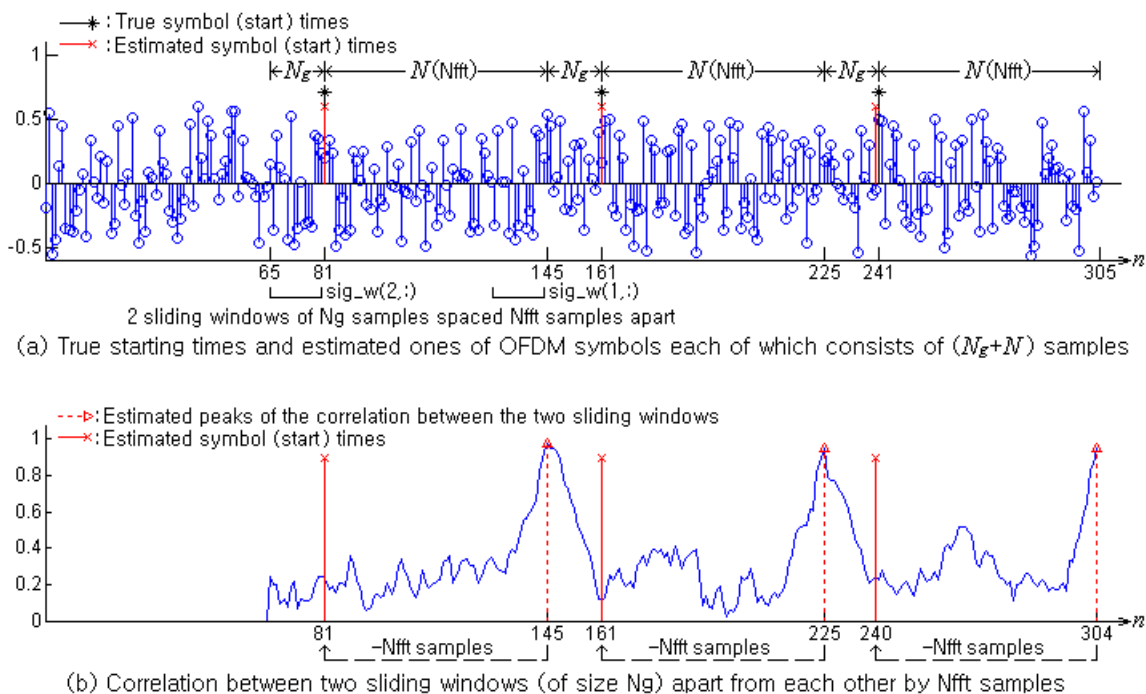 : True symbol (start) times
: Estimated symbol (start) times
1
Ng N(Nfft) Ng N(Nfft) Ng N(Nfft)
0.5
0
-0.5
65 81 145 161 225 241 305 n
sig_w(2,:) sig_w(1,:)
2 sliding windows of Ng samples spaced Nfft samples apart
(a) True starting times and estimated ones of OFDM symbols each of which consists of (Ng+N) samples
: Estimated peaks of the correlation between the two sliding windows
: Estimated symbol (start) times
1
0.8
0.6
0.4
0.2
0
81 145 161 225 240 304 n
-Nfft samples -Nfft samples -Nfft samples
(b) Correlation between two sliding windows (of size Ng) apart from each other by Nfft samples